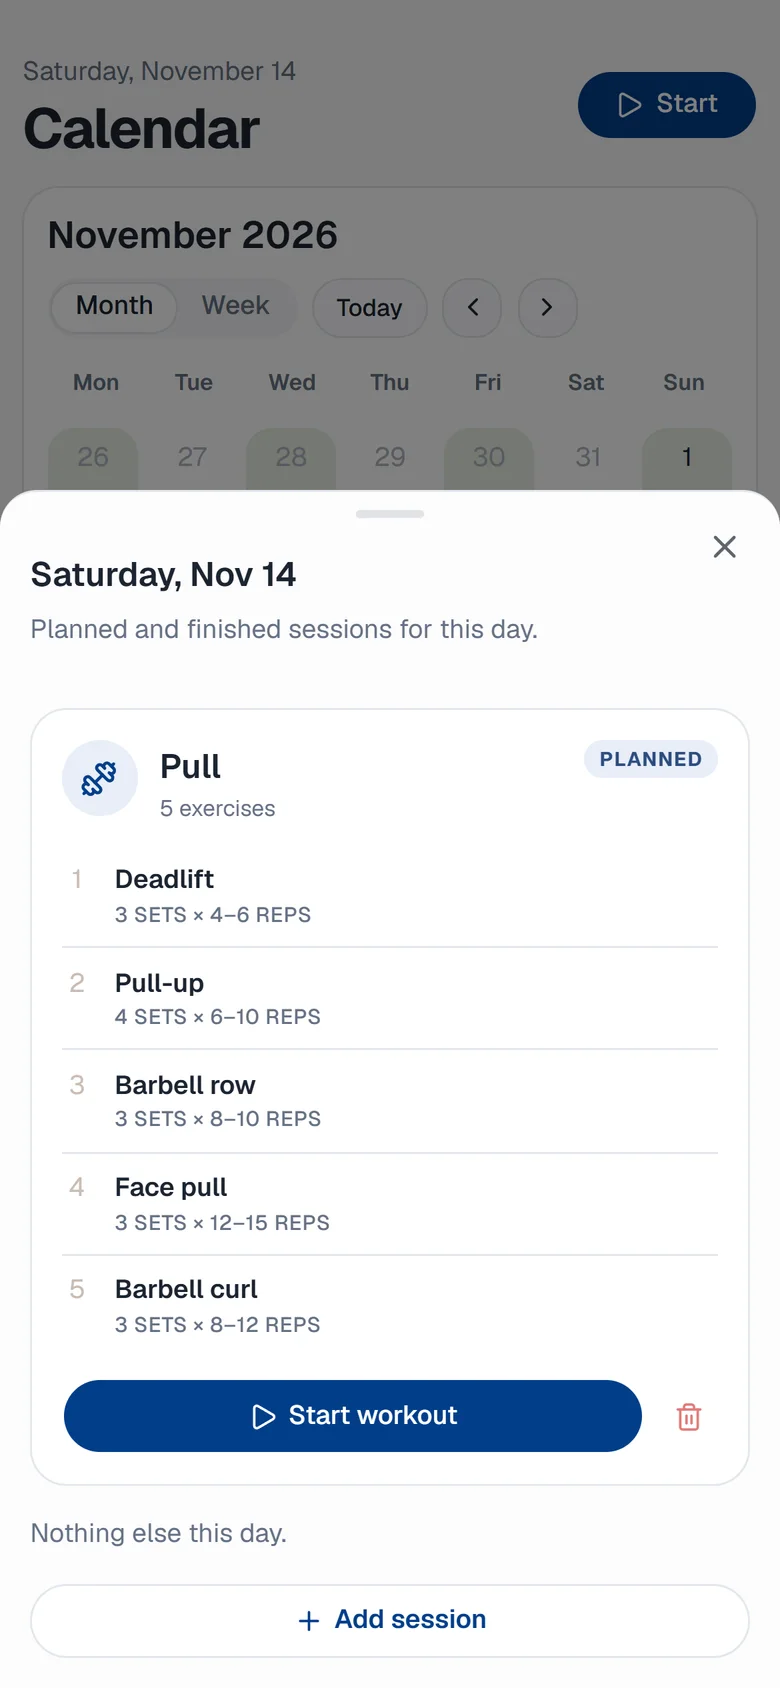 Saturday, November 14
Calendar
Start
November 2026
Month Week Today
Mon Tue Wed Thu Fri Sat Sun
26 27 28 29 30 31 1
Saturday, Nov 14
Planned and finished sessions for this day.
Pull
PLANNED
5 exercises
1 Deadlift
3 SETS × 4–6 REPS
2 Pull-up
4 SETS × 6–10 REPS
3 Barbell row
3 SETS × 8–10 REPS
4 Face pull
3 SETS × 12–15 REPS
5 Barbell curl
3 SETS × 8–12 REPS
Start workout
Nothing else this day.
+ Add session